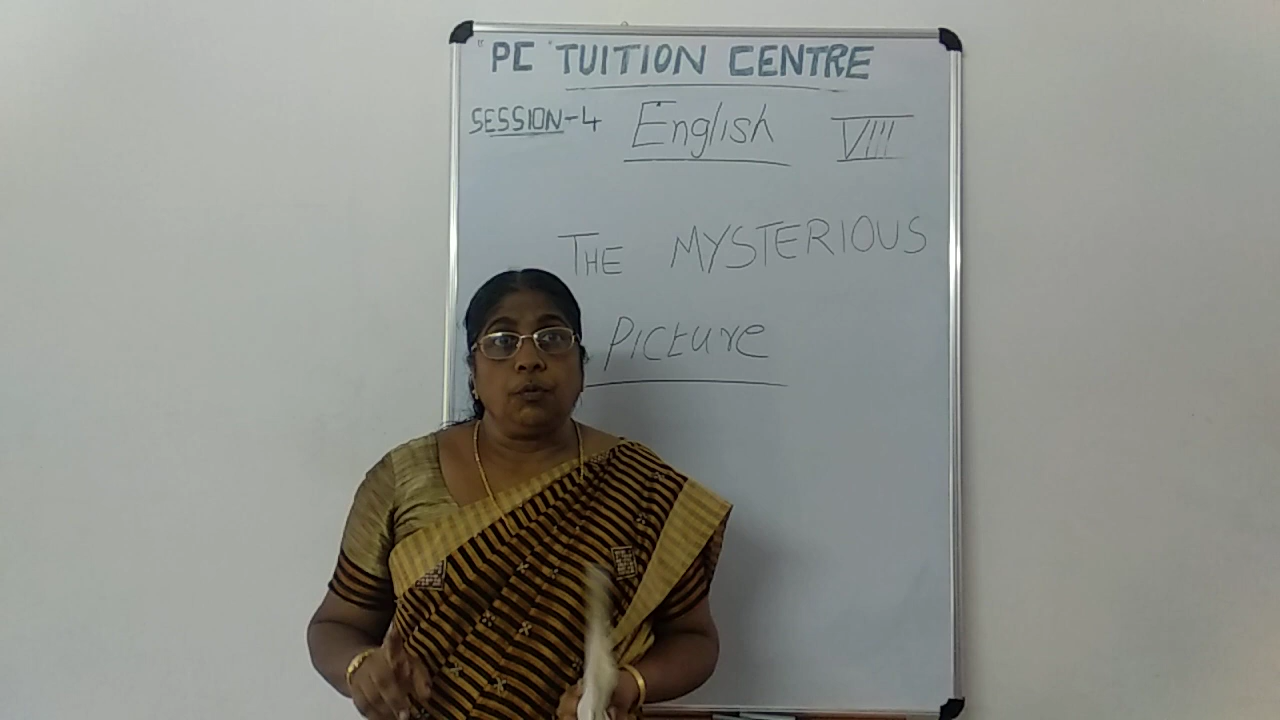 "PC TUITION CENTRE
SESSION-4 English VIII
THE MYSTERIOUS
Picture